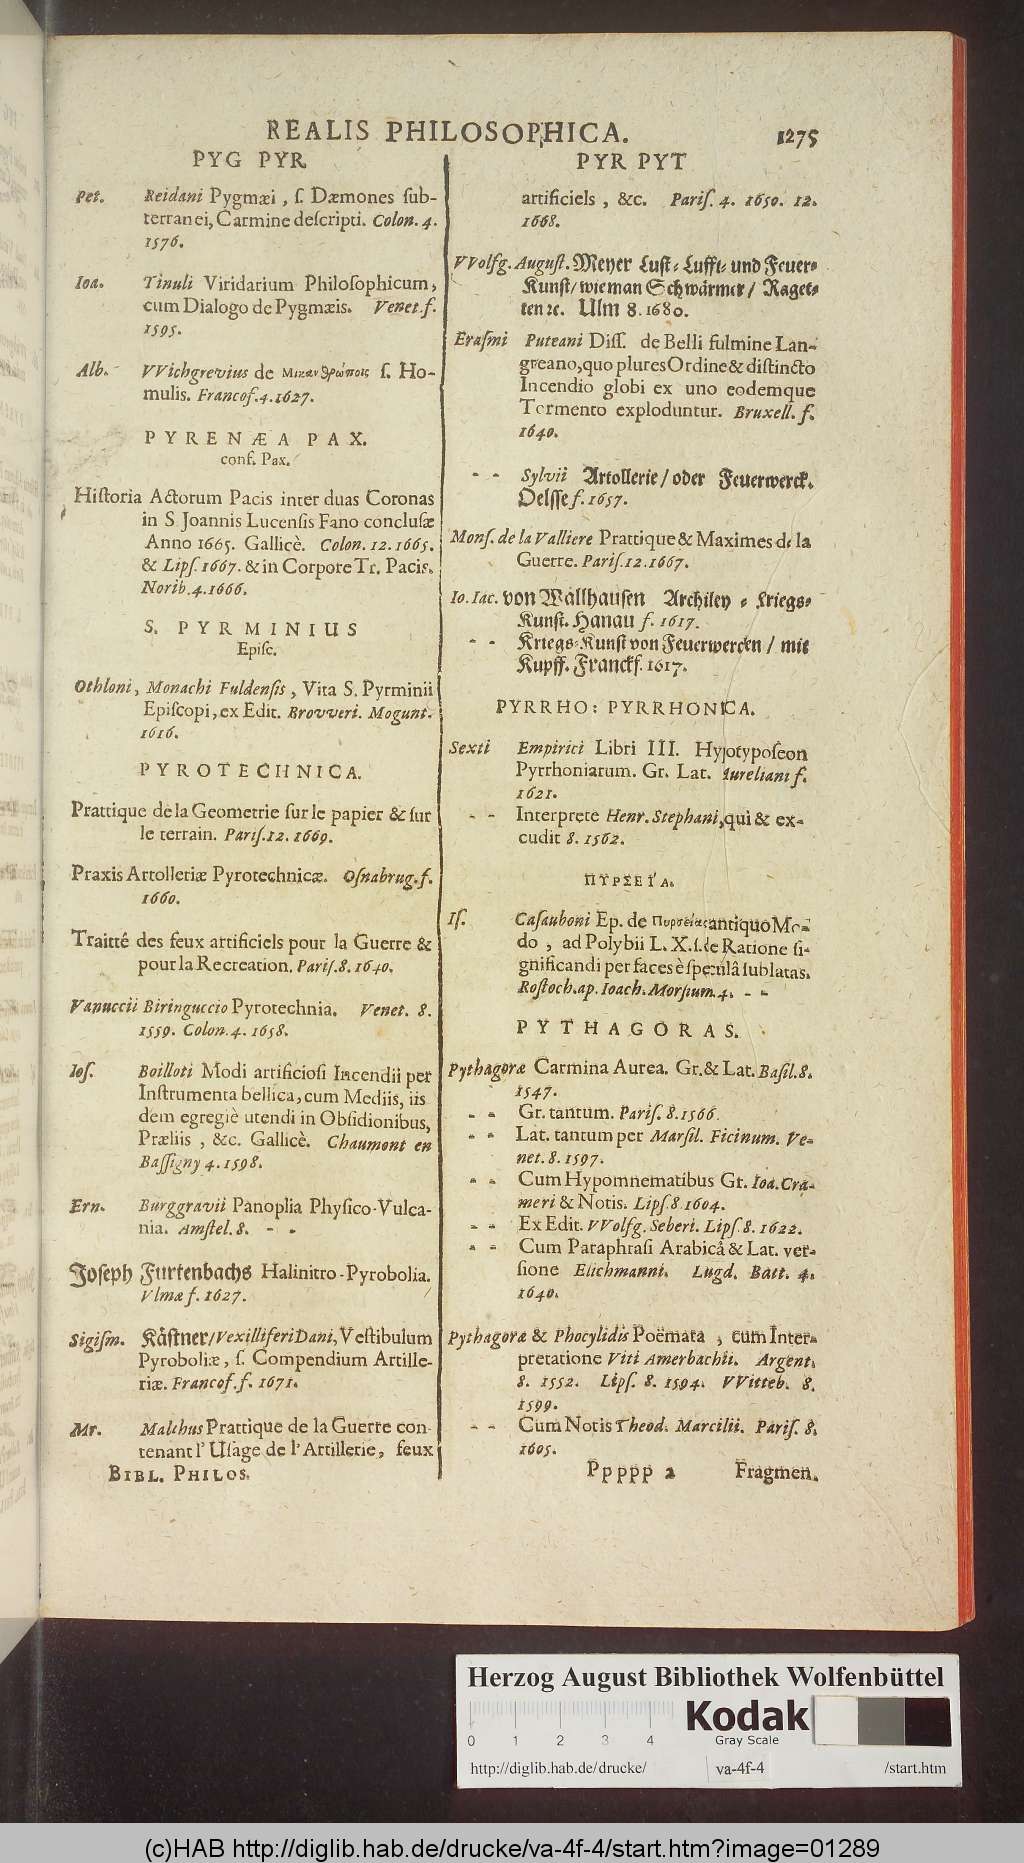 REALIS PHILOSOPHICA. 1275
PYG PYR
Pet. Reidani Pygmæi, ſ. Dæmones ſub-
terranei, Carmine deſcripti. Colon. 4.
1576.
Ioa. Tinuli Viridarium Philoſophicum,
cum Dialogo de Pygmæis. Venet. f.
1595.
Alb. VVichgrevius de Μικανθρώποις ſ. Ho-
mulis. Francof. 4. 1627.
PYRENÆA PAX.
conf. Pax.
Hiſtoria Actorum Pacis inter duas Coronas
in S. Joannis Lucenſis Fano concluſæ
Anno 1665. Gallicè. Colon. 12. 1665.
& Lipſ. 1667. & in Corpore Tr. Pacis.
Norib. 4. 1666.
S. PYRMINIUS
Epiſc.
Othloni, Monachi Fuldenſis, Vita S. Pyrminii
Epiſcopi, ex Edit. Brovveri. Mogunt.
1616.
PYROTECHNICA.
Prattique de la Geometrie ſur le papier & ſur
le terrain. Pariſ. 12. 1669.
Praxis Artolleriæ Pyrotechnicæ. Oſnabrug. f.
1660.
Traitté des feux artificiels pour la Guerre &
pour la Recreation. Pariſ. 8. 1640.
Vanuccii Biringuccio Pyrotechnia. Venet. 8.
1559. Colon. 4. 1658.
Ioſ. Boilloti Modi artificioſi Incendii per
Inſtrumenta bellica, cum Mediis, iis
dem egregiè utendi in Obſidionibus,
Præliis, &c. Gallicè. Chaumont en
Baſſigny 4. 1598.
Ern. Burggravii Panoplia Phyſico-Vulca-
nia. Amſtel. 8. - -
Joſeph Furtenbachs Halinitro-Pyrobolia.
Vlmæ f. 1627.
Sigiſm. Käſtner/ Vexilliferi Dani, Veſtibulum
Pyroboliæ, ſ. Compendium Artille-
riæ. Francof. f. 1671.
Mr. Malthus Prattique de la Guerre con-
tenant l' Uſage de l' Artillerie, feux
BIBL. PHILOS.
PYR PYT
artificiels, &c. Pariſ. 4. 1650. 12.
1668.
VVolfg. Auguſt. Meyer Luſt- Lufft- und Feuer-
Kunſt/ wie man Schwärmer/ Raget-
ten ꝛc. Ulm 8. 1680.
Eraſmi Puteani Diſſ. de Belli fulmine Lan-
greano, quo plures Ordine & diſtincto
Incendio globi ex uno eodemque
Tormento exploduntur. Bruxell. f.
1640.
- - Sylvii Artollerie/ oder Feuerwerck.
Oelſſe f. 1657.
Monſ. de la Valliere Prattique & Maximes de la
Guerre. Pariſ. 12. 1667.
Io. Iac. von Wallhauſen Archiley - Kriegs-
Kunſt. Hanau f. 1617.
- - Kriegs-Kunſt von Feuerwercken/ mit
Kupff. Franckf. 1617.
PYRRHO: PYRRHONICA.
Sexti Empirici Libri III. Hypotypoſeon
Pyrrhoniarum. Gr. Lat. Aureliani f.
1621.
- - Interprete Henr. Stephani, qui & ex-
cudit 8. 1562.
ΠΥΡΣΕΙΑ.
Iſ. Caſauboni Ep. de Πυρσείας antiquo Mo-
do, ad Polybii L. X. ſ. de Ratione ſi-
gnificandi per faces è ſpeculâ ſublatas.
Roſtoch. ap. Ioach. Morſium. 4. - -
PYTHAGORAS.
Pythagoræ Carmina Aurea. Gr. & Lat. Baſil. 8.
1547.
- - Gr. tantum. Pariſ. 8. 1566.
- - Lat. tantum per Marſil. Ficinum. Ve-
net. 8. 1597.
- - Cum Hypomnematibus Gr. Ioa. Cra-
meri & Notis. Lipſ. 8. 1604.
- - Ex Edit. VVolfg. Seberi. Lipſ. 8. 1622.
- - Cum Paraphraſi Arabicâ & Lat. ver-
ſione Elichmanni. Lugd. Batt. 4.
1640.
Pythagoræ & Phocylidis Poëmata, cum Inter-
pretatione Viti Amerbachii. Argent.
8. 1552. Lipſ. 8. 1594. VVitteb. 8.
1599.
- - Cum Notis Theod. Marcilii. Pariſ. 8.
1605.
Ppppp 2 Fragmen.
Herzog August Bibliothek Wolfenbüttel
0 1 2 3 4
Kodak
Gray Scale
http://diglib.hab.de/drucke/ va-4f-4 /start.htm
(c)HAB http://diglib.hab.de/drucke/va-4f-4/start.htm?image=01289